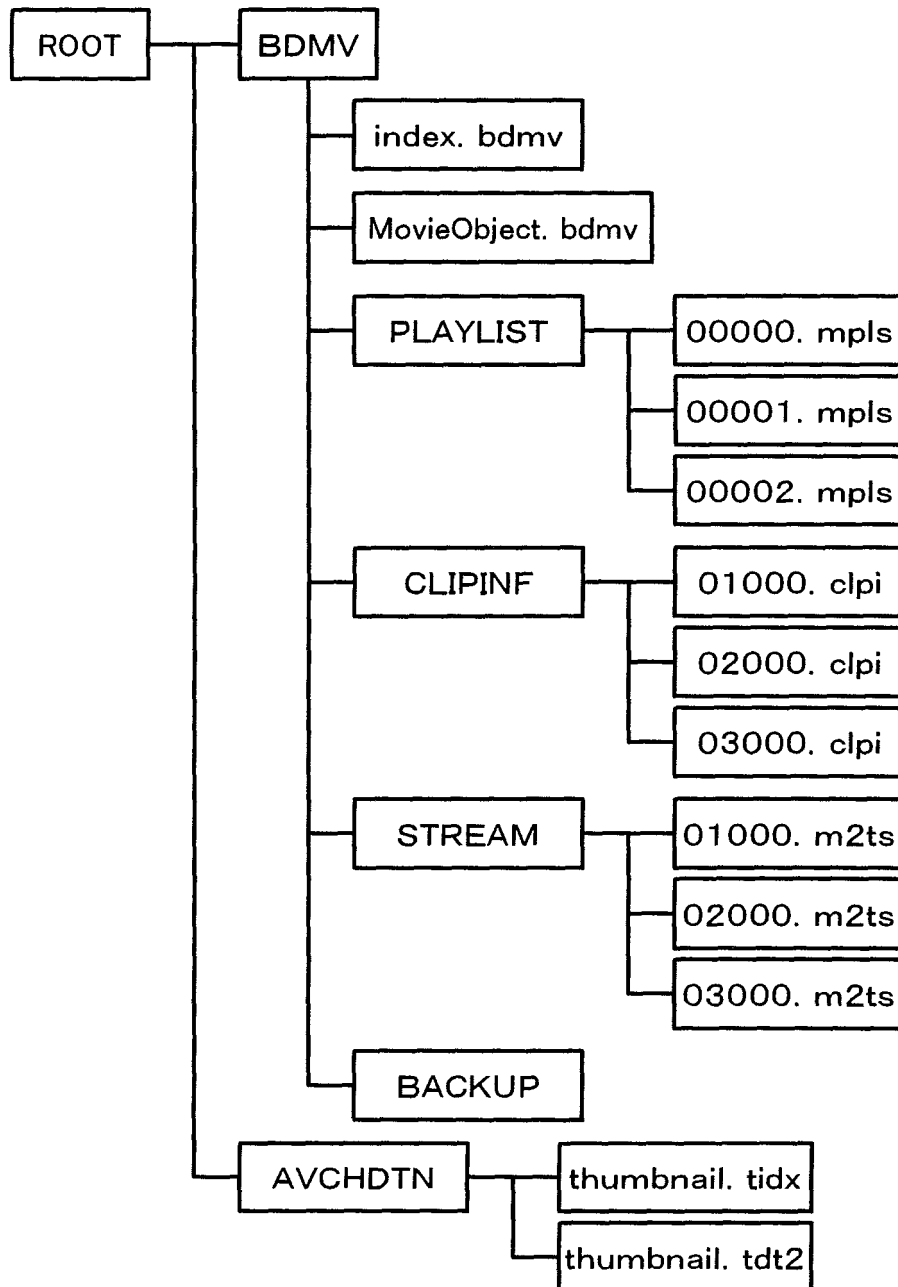 ROOT
BDMV
index. bdmv
MovieObject. bdmv
PLAYLIST
00000. mpls
00001. mpls
00002. mpls
CLIPINF
01000. clpi
02000. clpi
03000. clpi
STREAM
01000. m2ts
02000. m2ts
03000. m2ts
BACKUP
AVCHDTN
thumbnail. tidx
thumbnail. tdt2